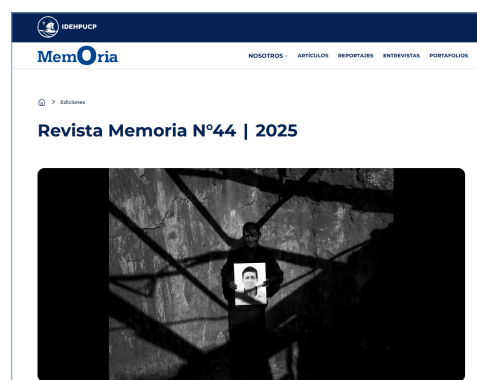 IDEHPUCP
MemOria
NOSOTROS
ARTÍCULOS
REPORTAJES
ENTREVISTAS
PORTAFOLIOS
Ediciones
Revista Memoria N°44 | 2025